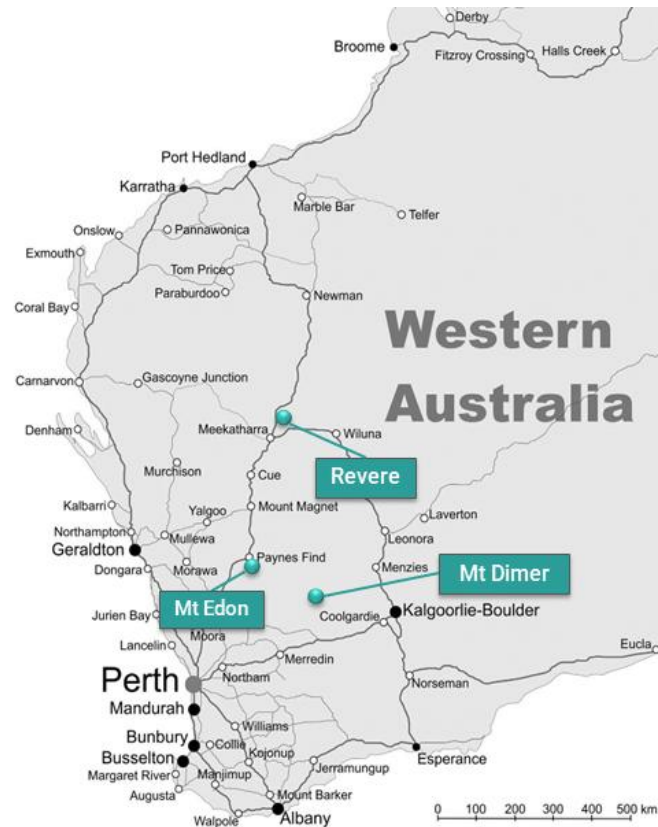 Derby
Broome
Fitzroy Crossing
Halls Creek
Port Hedland
Karratha
Marble Bar
Telfer
Onslow
Pannawonica
Exmouth
Tom Price
Paraburdoo
Newman
Coral Bay
Western
Australia
Carnarvon
Gascoyne Junction
Denham
Meekatharra
Wiluna
Murchison
Revere
Cue
Kalbarri
Yalgoo
Mount Magnet
Laverton
Northampton
Mullewa
Leonora
Geraldton
Paynes Find
Dongara
Morawa
Menzies
Mt Dimer
Mt Edon
Jurien Bay
Kalgoorlie-Boulder
Coolgardie
Moora
Lancelin
Merredin
Eucla
Perth
Northam
Norseman
Mandurah
Williams
Bunbury
Collie
Busselton
Kojonup
Esperance
Margaret River
Jerramungup
Manjimup
Augusta
Mount Barker
Walpole
Albany
0 100 200 300 400 500 km